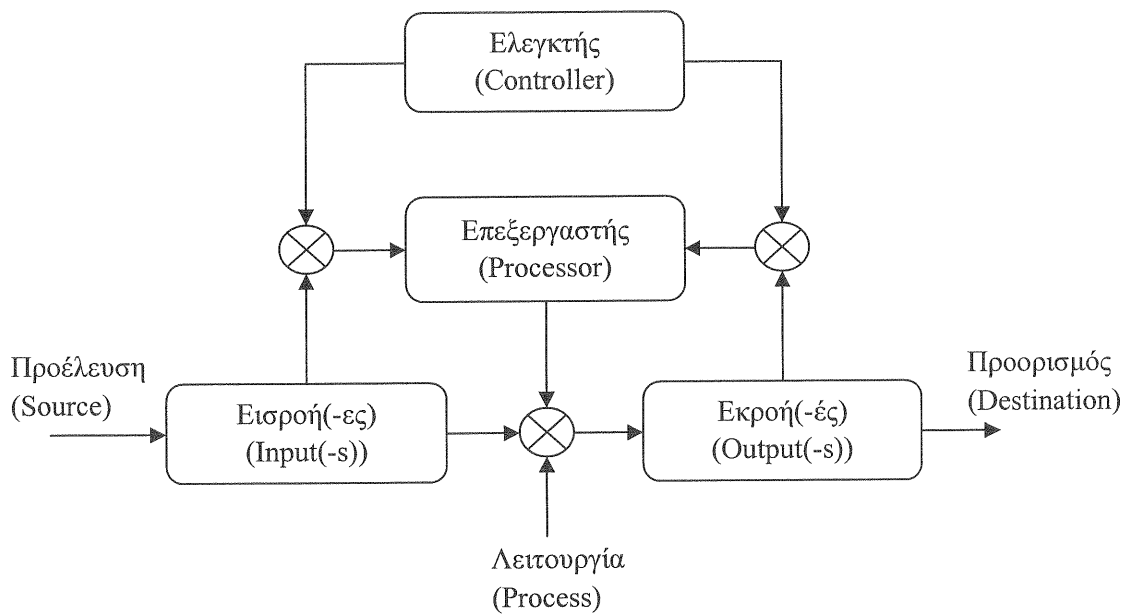 Ελεγκτής
(Controller)
Επεξεργαστής
(Processor)
Προέλευση
(Source)
Εισροή(-ες)
(Input(-s))
Εκροή(-ές)
(Output(-s))
Προορισμός
(Destination)
Λειτουργία
(Process)